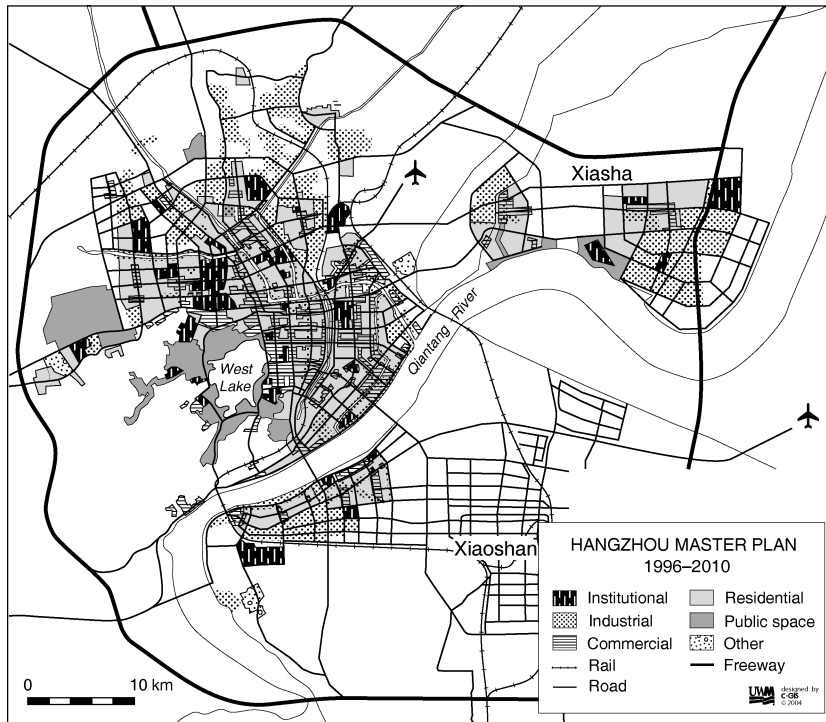 Xiasha
Qiantang River
West
Lake
Xiaoshan
HANGZHOU MASTER PLAN
1996–2010
Institutional
Industrial
Commercial
Rail
Road
Residential
Public space
Other
Freeway
0 10 km
UWM
designed by
C-GIS
© 2004